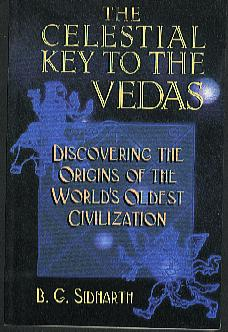 THE
CELESTIAL
KEY TO THE
VEDAS
DISCOVERING THE
ORIGINS OF THE
WORLD'S OLDEST
CIVILIZATION
B. G. SIDHARTH